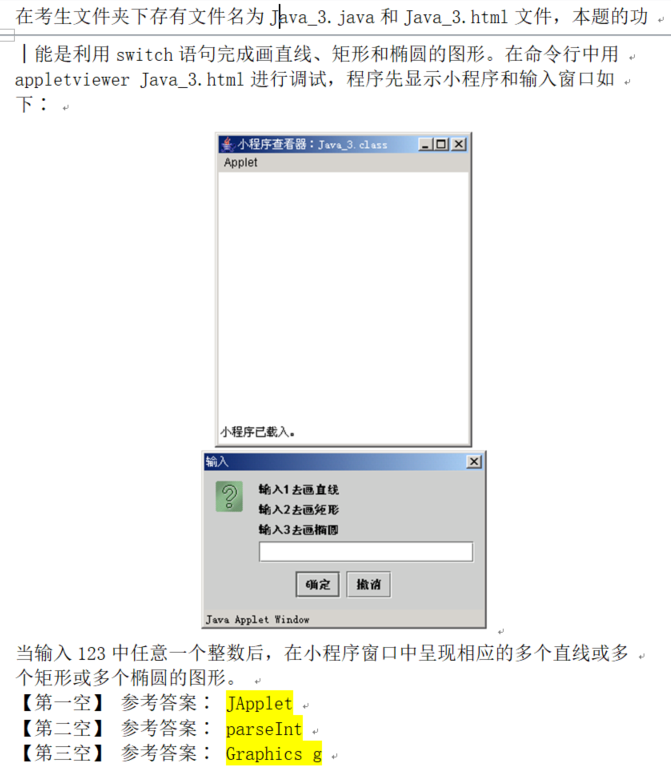 在考生文件夹下存有文件名为 Java_3.java 和 Java_3.html 文件，本题的功
能是利用 switch 语句完成画直线、矩形和椭圆的图形。在命令行中用
appletviewer Java_3.html 进行调试，程序先显示小程序和输入窗口如
下：
小程序查看器：Java_3.class
Applet
小程序已载入。
输入
输入1去画直线
输入2去画矩形
输入3去画椭圆
确定 撤消
Java Applet Window
当输入 123 中任意一个整数后，在小程序窗口中呈现相应的多个直线或多
个矩形或多个椭圆的图形。
【第一空】 参考答案： JApplet
【第二空】 参考答案： parseInt
【第三空】 参考答案： Graphics g